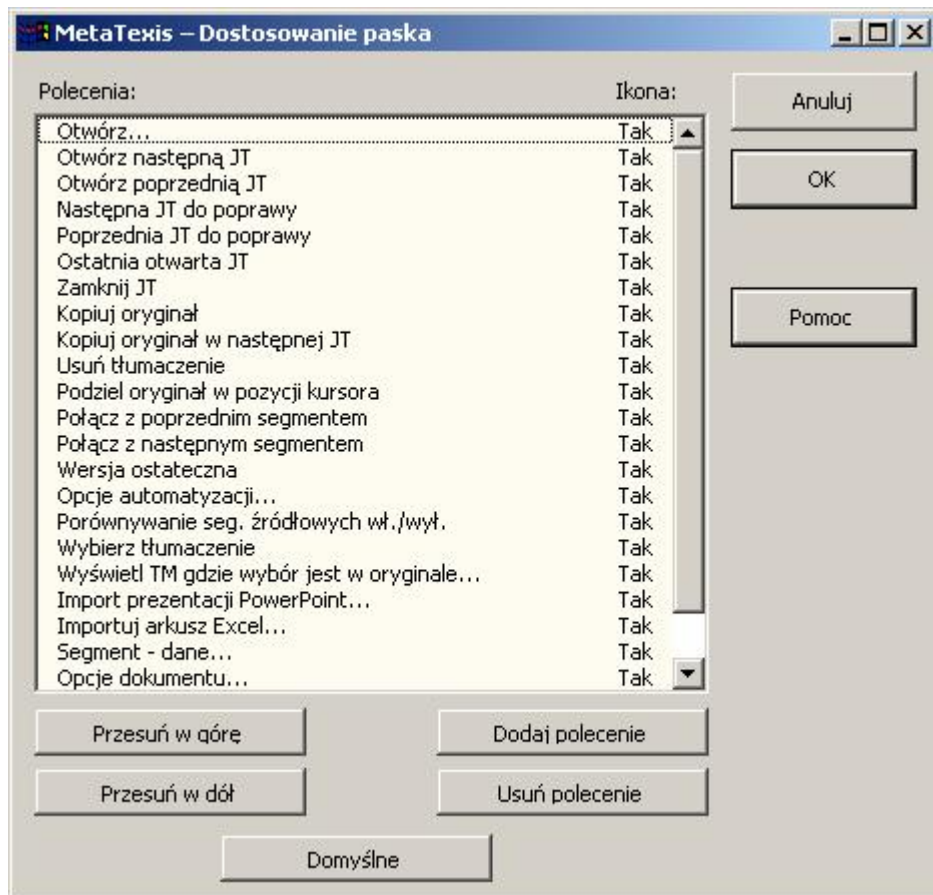 MetaTexis – Dostosowanie paska
Polecenia: Ikona:
Otwórz... Tak
Otwórz następną JT Tak
Otwórz poprzednią JT Tak
Następna JT do poprawy Tak
Poprzednia JT do poprawy Tak
Ostatnia otwarta JT Tak
Zamknij JT Tak
Kopiuj oryginał Tak
Kopiuj oryginał w następnej JT Tak
Usuń tłumaczenie Tak
Podziel oryginał w pozycji kursora Tak
Połącz z poprzednim segmentem Tak
Połącz z następnym segmentem Tak
Wersja ostateczna Tak
Opcje automatyzacji... Tak
Porównywanie seg. źródłowych wł./wył. Tak
Wybierz tłumaczenie Tak
Wyświetl TM gdzie wybór jest w oryginale... Tak
Import prezentacji PowerPoint... Tak
Importuj arkusz Excel... Tak
Segment - dane... Tak
Opcje dokumentu... Tak
Anuluj
OK
Pomoc
Przesuń w górę Dodaj polecenie
Przesuń w dół Usuń polecenie
Domyślne